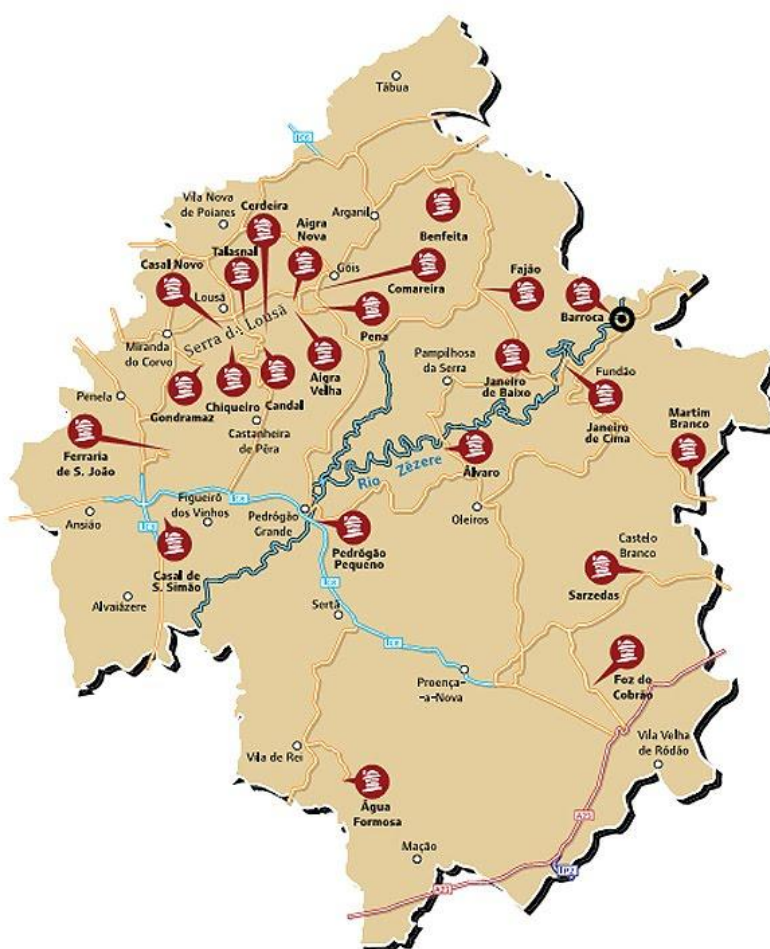 Tábua
IC6
Vila Nova
de Poiares
Cerdeira
Arganil
Aigra
Nova
Benfeita
Talasnal
Casal Novo
Góis
Comareira
Fajão
Lousã
Barroca
Serra da Lousã
Pena
Miranda
do Corvo
Pampilhosa
da Serra
Janeiro
de Baixo
Fundão
Aigra
Velha
Penela
Gondramaz
Chiqueiro
Candal
Castanheira
de Pêra
Janeiro
de Cima
Martim
Branco
Ferraria
de S. João
Álvaro
Rio Zêzere
Ansião
Figueiró
dos Vinhos
IC8
Pedrógão
Grande
Oleiros
Pedrógão
Pequeno
Casal de
S. Simão
Castelo
Branco
Sarzedas
Alvaiázere
IC8
Sertã
IC8
Proença-
-a-Nova
Foz do
Cobrão
Vila de Rei
Vila Velha
de Ródão
Água
Formosa
A23
Mação
IP2
A23